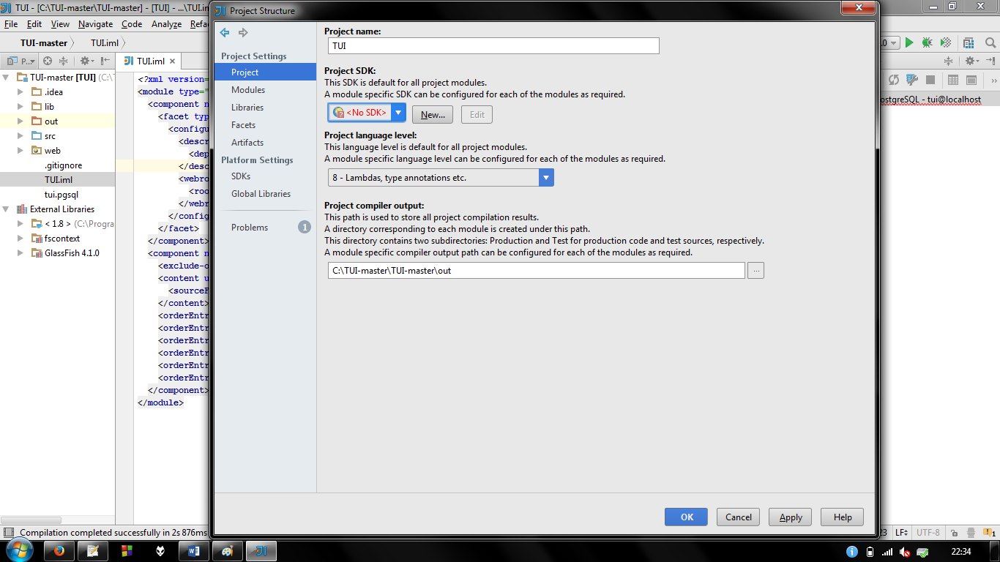 TUI - [C:\TUI-master\TUI-master] - [TUI] - ...\TUI.im
Project Structure
File Edit View Navigate Code Analyze Refa
TUI-master TUI.iml
P..
TUI.iml
TUI-master [TUI] (C:\
.idea
lib
out
src
web
.gitignore
TUI.iml
tui.pgsql
External Libraries
< 1.8 > (C:\Progra
fscontext
GlassFish 4.1.0
<?xml version=
<module type="
<component n
<facet typ
<configu
<descr
<dep
</desc
<webro
<roo
</webr
</config
</facet>
</component>
<component n
<exclude-o
<content u
<sourceF
</content>
<orderEntr
<orderEntr
<orderEntr
<orderEntr
<orderEntr
<orderEntr
</component>
</module>
Project Settings
Project
Modules
Libraries
Facets
Artifacts
Platform Settings
SDKs
Global Libraries
Problems 1
Project name:
TUI
Project SDK:
This SDK is default for all project modules.
A module specific SDK can be configured for each of the modules as required.
<No SDK> New... Edit
Project language level:
This language level is default for all project modules.
A module specific language level can be configured for each of the modules as required.
8 - Lambdas, type annotations etc.
Project compiler output:
This path is used to store all project compilation results.
A directory corresponding to each module is created under this path.
This directory contains two subdirectories: Production and Test for production code and test sources, respectively.
A module specific compiler output path can be configured for each of the modules as required.
C:\TUI-master\TUI-master\out ...
OK Cancel Apply Help
.0
ostgreSQL - tui@localhost
Compilation completed successfully in 2s 876ms
23 LF UTF-8 1
22:34